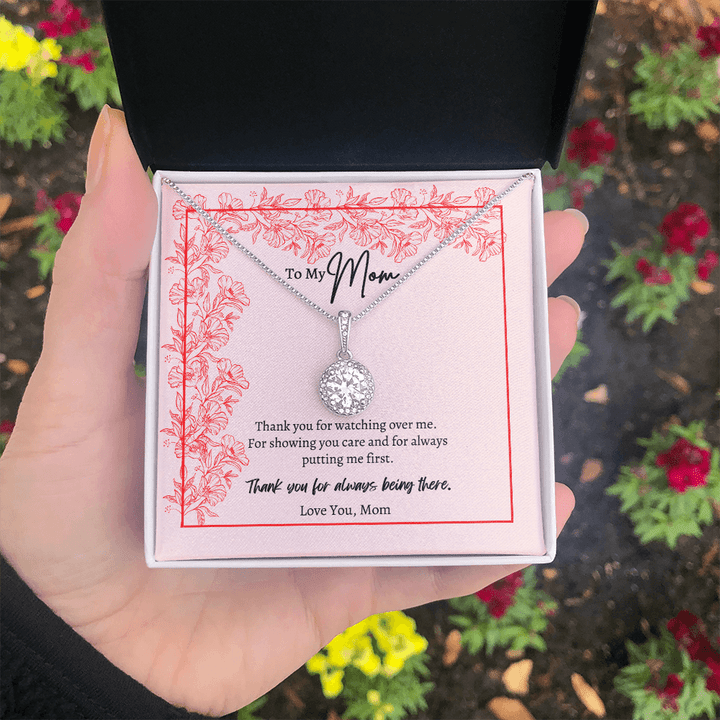 To My Mom
Thank you for watching over me.
For showing you care and for always
putting me first.
Thank you for always being there.
Love You, Mom